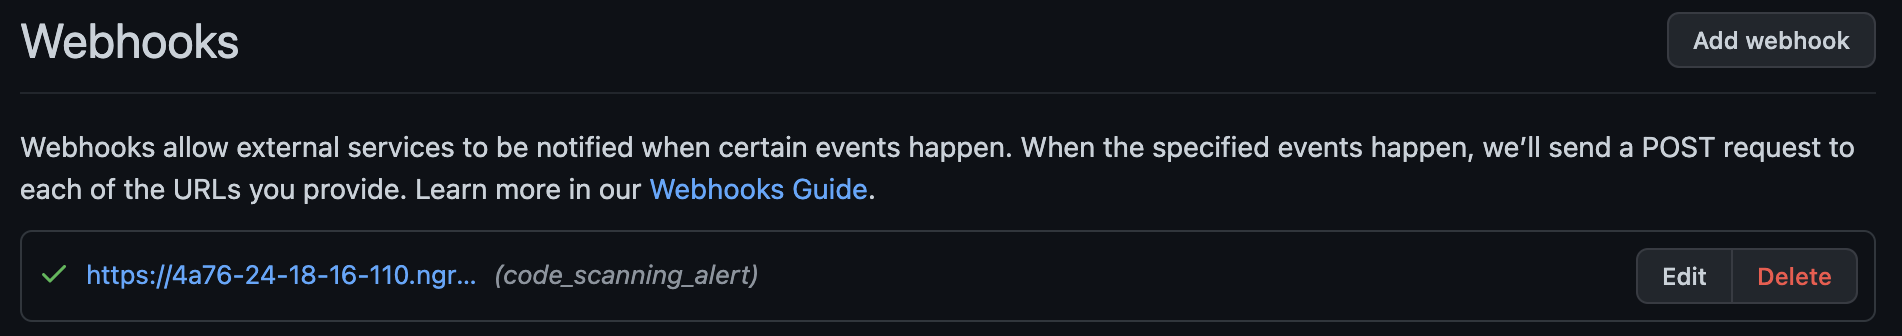 Webhooks
Add webhook
Webhooks allow external services to be notified when certain events happen. When the specified events happen, we’ll send a POST request to
each of the URLs you provide. Learn more in our Webhooks Guide.
https://4a76-24-18-16-110.ngr... (code_scanning_alert)
Edit
Delete